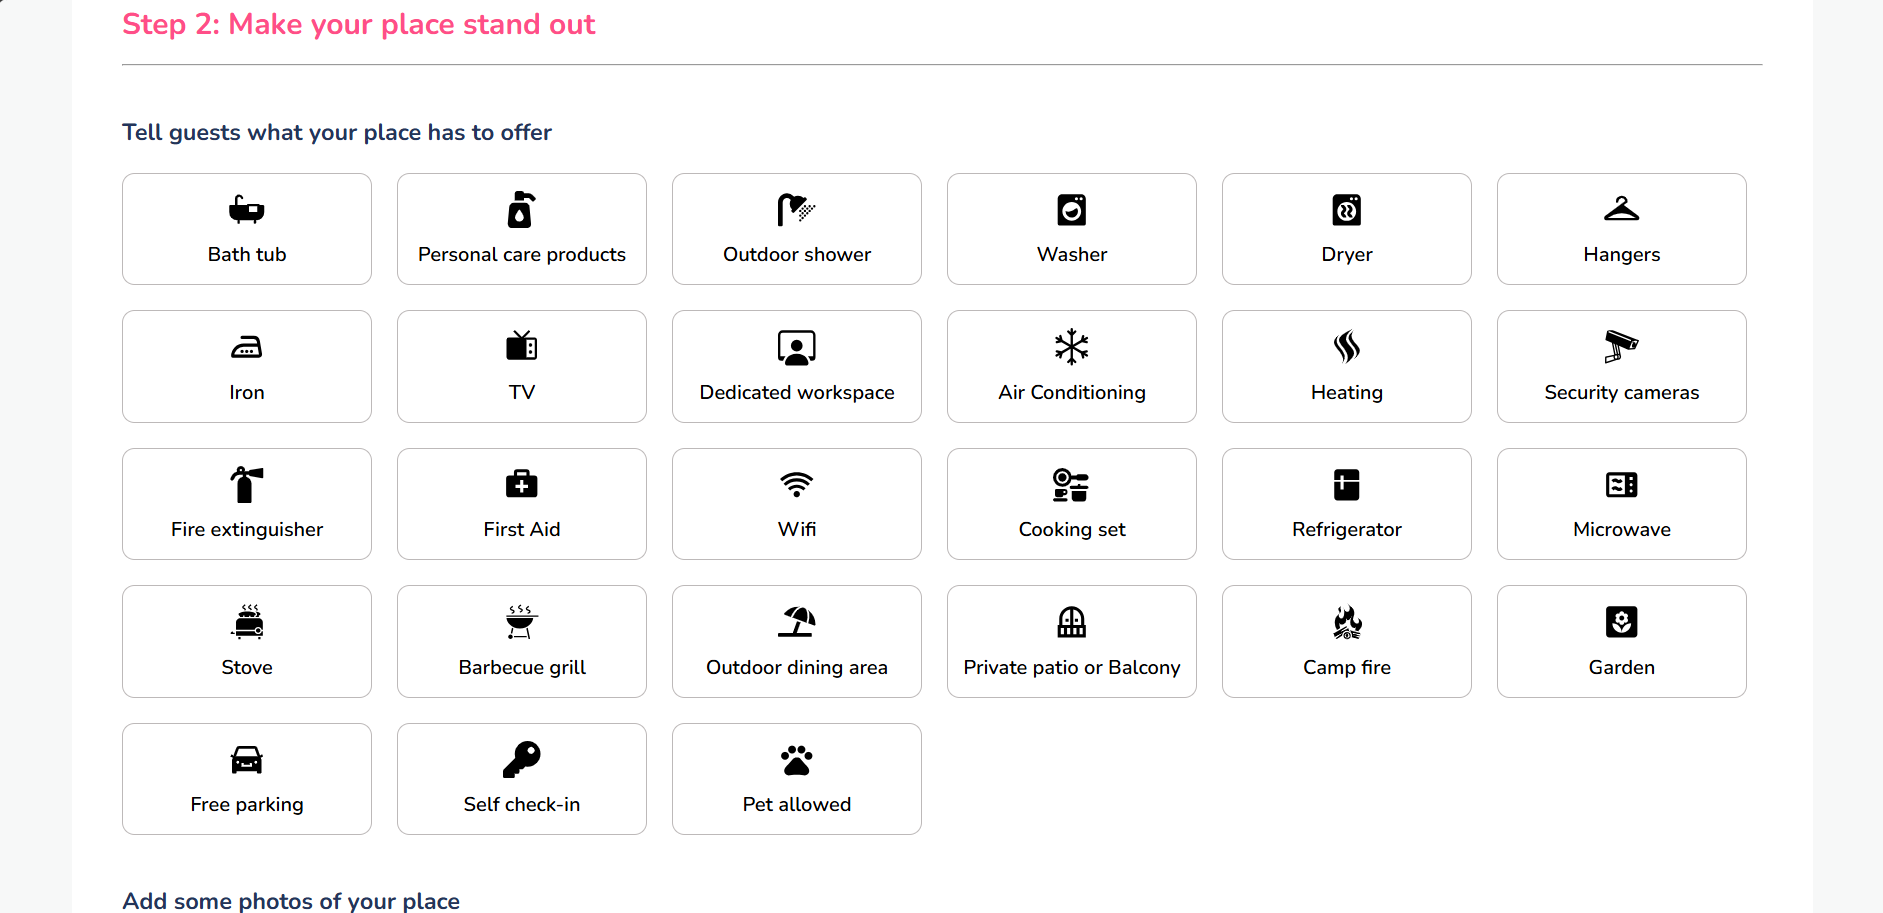 Step 2: Make your place stand out
Tell guests what your place has to offer
Bath tub
Personal care products
Outdoor shower
Washer
Dryer
Hangers
Iron
TV
Dedicated workspace
Air Conditioning
Heating
Security cameras
Fire extinguisher
First Aid
Wifi
Cooking set
Refrigerator
Microwave
Stove
Barbecue grill
Outdoor dining area
Private patio or Balcony
Camp fire
Garden
Free parking
Self check-in
Pet allowed
Add some photos of your place